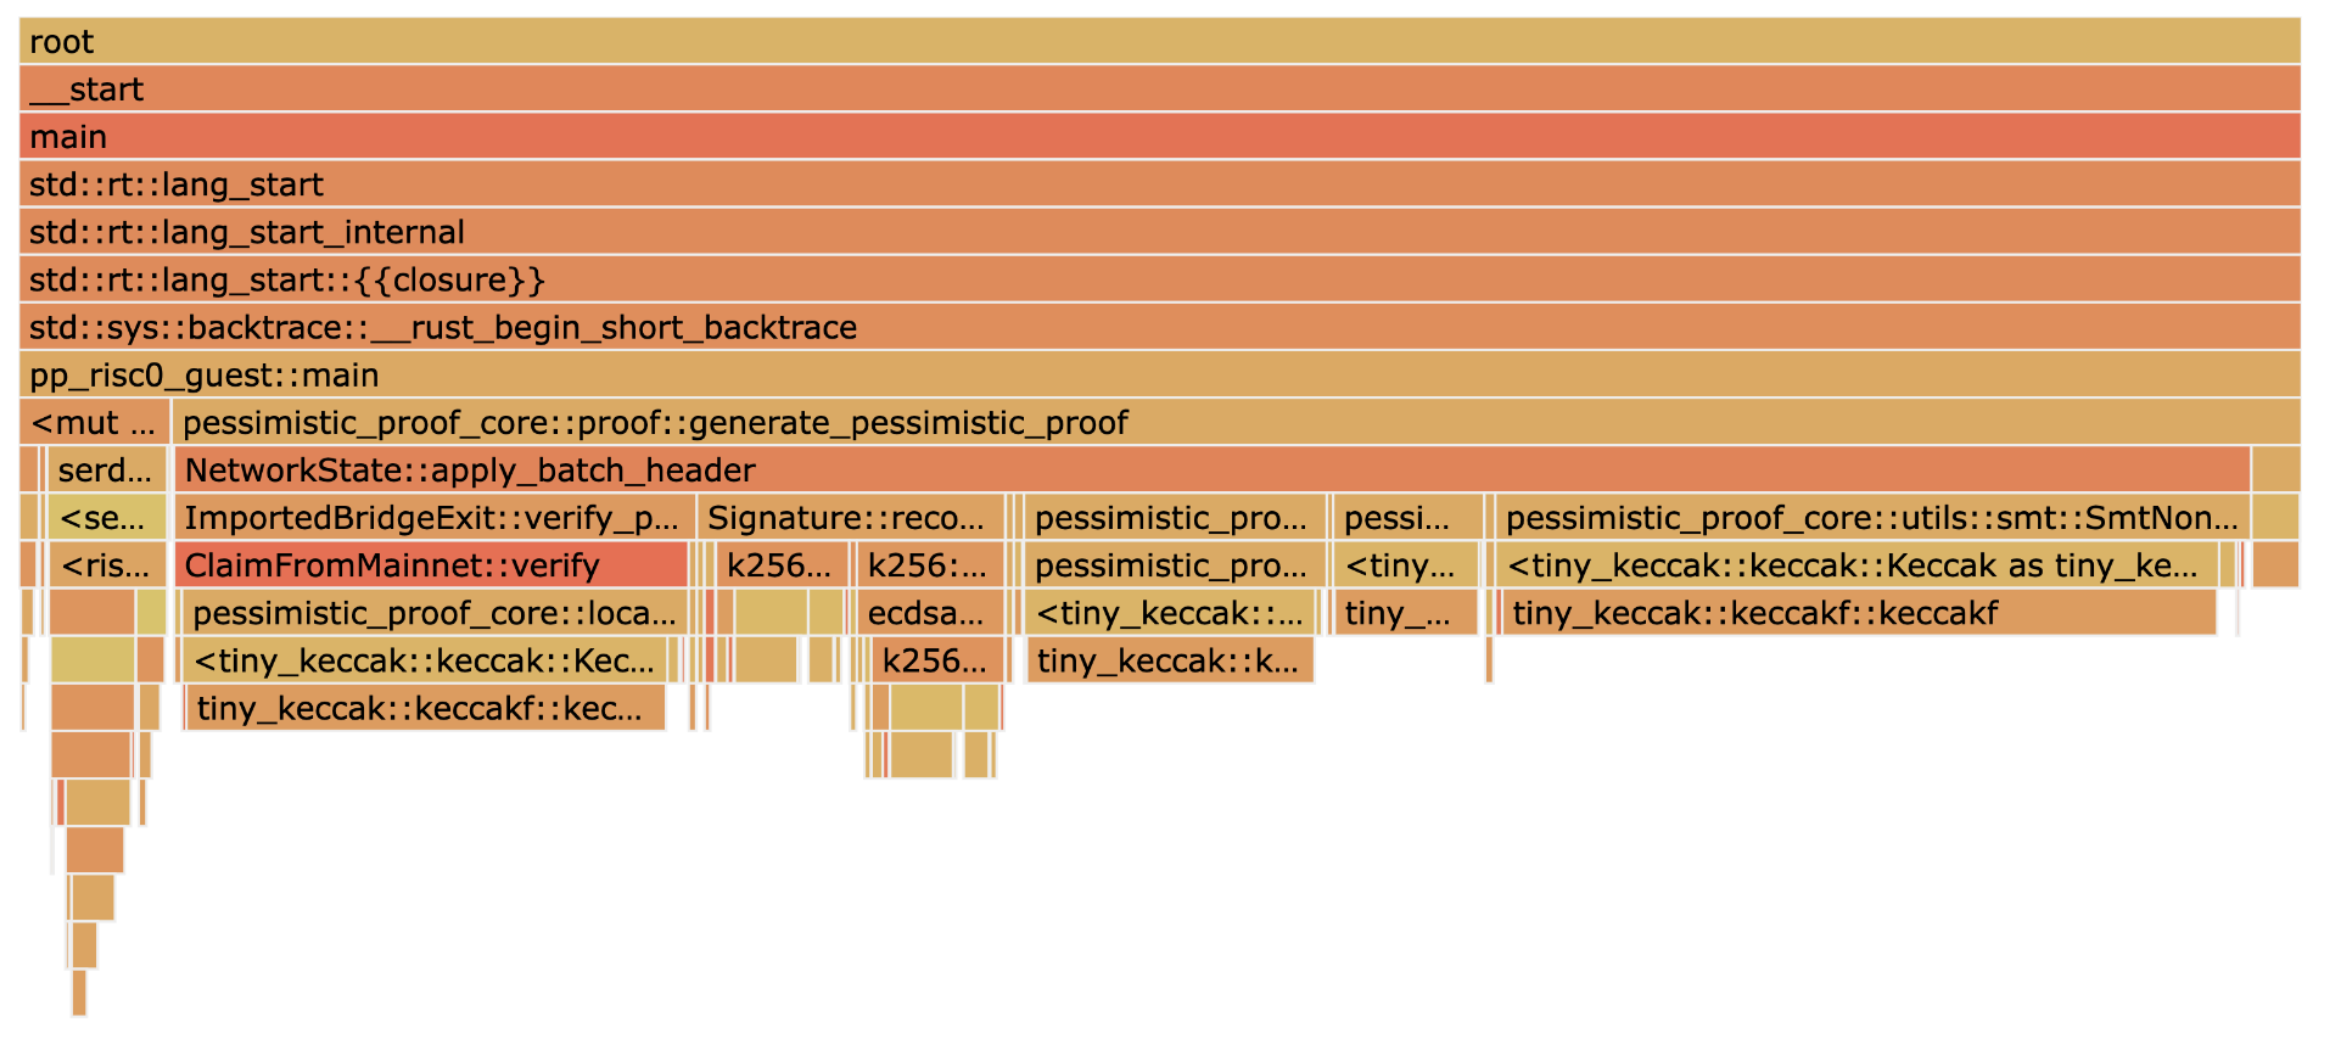 root
__start
main
std::rt::lang_start
std::rt::lang_start_internal
std::rt::lang_start::{{closure}}
std::sys::backtrace::__rust_begin_short_backtrace
pp_risc0_guest::main
<mut ... pessimistic_proof_core::proof::generate_pessimistic_proof
serd... NetworkState::apply_batch_header
<se... ImportedBridgeExit::verify_p... Signature::reco... pessimistic_pro... pessi... pessimistic_proof_core::utils::smt::SmtNon...
<ris... ClaimFromMainnet::verify k256... k256:... pessimistic_pro... <tiny... <tiny_keccak::keccak::Keccak as tiny_ke...
pessimistic_proof_core::loca... ecdsa... <tiny_keccak::... tiny_... tiny_keccak::keccakf::keccakf
<tiny_keccak::keccak::Kec... k256... tiny_keccak::k...
tiny_keccak::keccakf::kec...